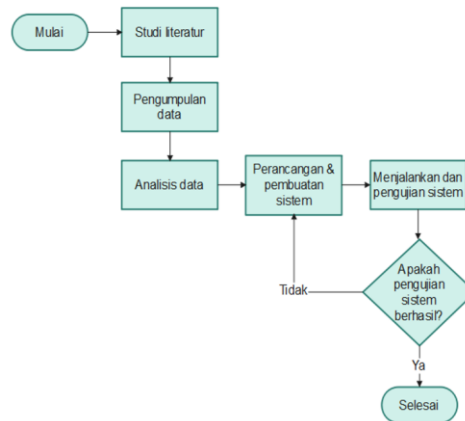 Mulai
Studi literatur
Pengumpulan
data
Analisis data
Perancangan &
pembuatan
sistem
Menjalankan dan
pengujian sistem
Apakah
pengujian
sistem
berhasil?
Tidak
Ya
Selesai